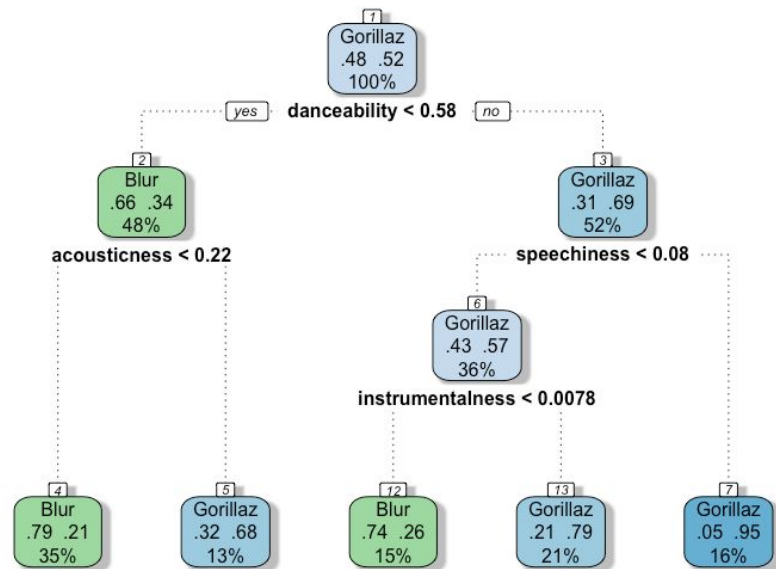 1
Gorillaz
.48 .52
100%
yes danceability < 0.58 no
2
Blur
.66 .34
48%
acousticness < 0.22
3
Gorillaz
.31 .69
52%
speechiness < 0.08
6
Gorillaz
.43 .57
36%
instrumentalness < 0.0078
4
Blur
.79 .21
35%
5
Gorillaz
.32 .68
13%
12
Blur
.74 .26
15%
13
Gorillaz
.21 .79
21%
7
Gorillaz
.05 .95
16%